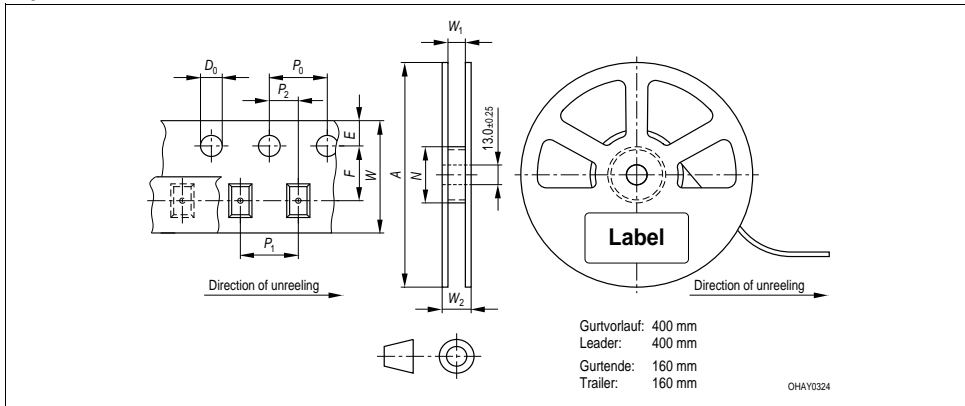 W1
D0
P0
P2
E
F
W
A
N
13.0±0.25
Label
P1
W2
Direction of unreeling
Direction of unreeling
Gurtvorlauf: 400 mm
Leader: 400 mm
Gurtende: 160 mm
Trailer: 160 mm
OHAY0324